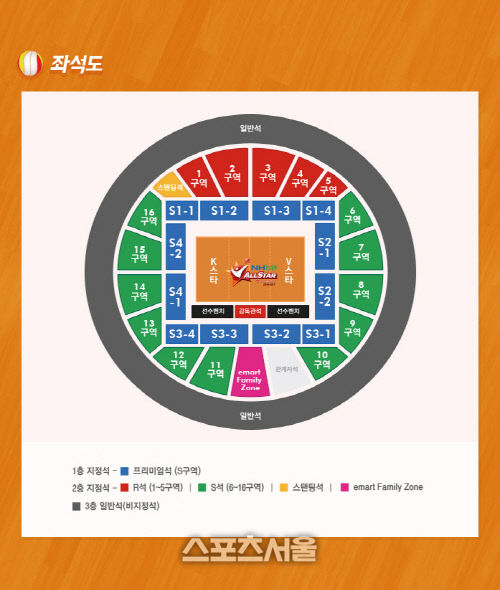 좌석도
일반석
스탠딩석
1
구역
2
구역
3
구역
4
구역
5
구역
S1-1
S1-2
S1-3
S1-4
16
구역
6
구역
S4
-2
S2
-1
15
구역
7
구역
K스타
NH농협
ALLSTAR
V스타
14
구역
8
구역
S4
-1
S2
-2
선수벤치
감독관석
선수벤치
13
구역
9
구역
S3-4
S3-3
S3-2
S3-1
12
구역
11
구역
emart
Family
Zone
관계자석
10
구역
일반석
1층 지정석 - 프리미엄석 (S구역)
2층 지정석 - R석 (1~5구역) | S석 (6~16구역) | 스탠팅석 | emart Family Zone
3층 일반석(비지정석)
스포츠서울